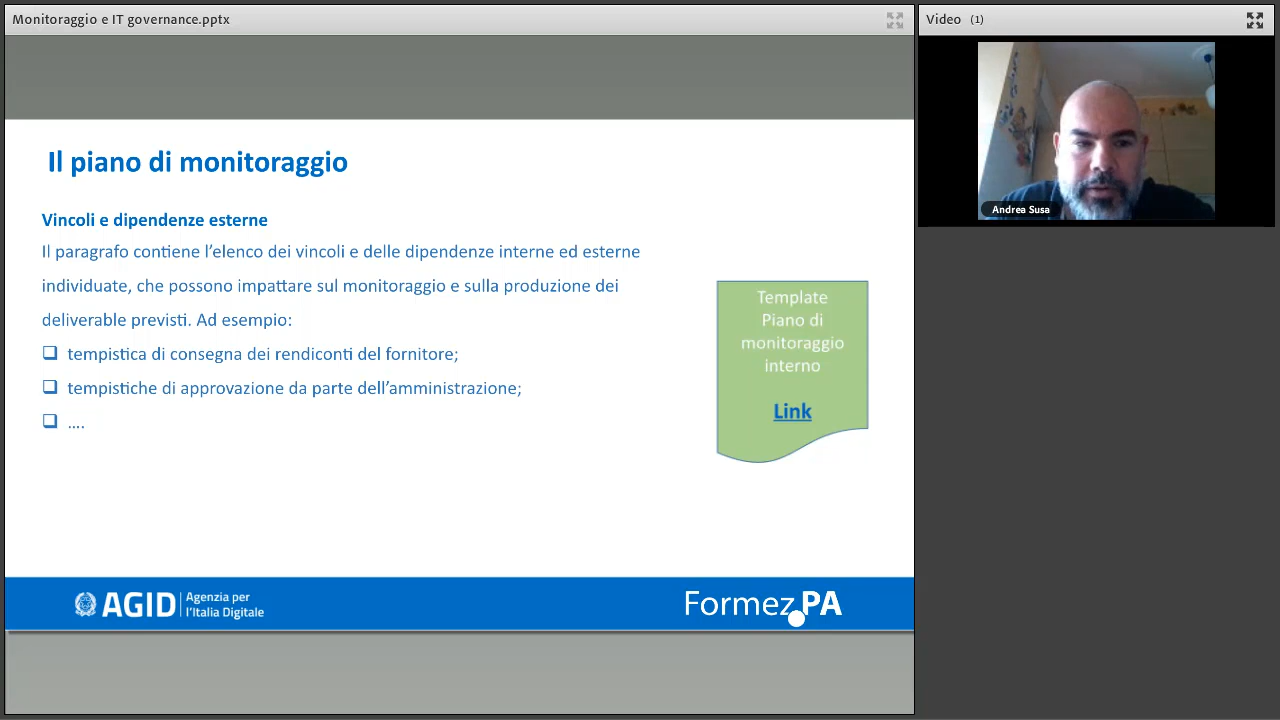 Monitoraggio e IT governance.pptx
Video (1)
Andrea Susa
Il piano di monitoraggio
Vincoli e dipendenze esterne
Il paragrafo contiene l'elenco dei vincoli e delle dipendenze interne ed esterne
individuate, che possono impattare sul monitoraggio e sulla produzione dei
deliverable previsti. Ad esempio:
tempistica di consegna dei rendiconti del fornitore;
tempistiche di approvazione da parte dell'amministrazione;
....
Template
Piano di
monitoraggio
interno
Link
AGID
Agenzia per
l'Italia Digitale
Formez PA